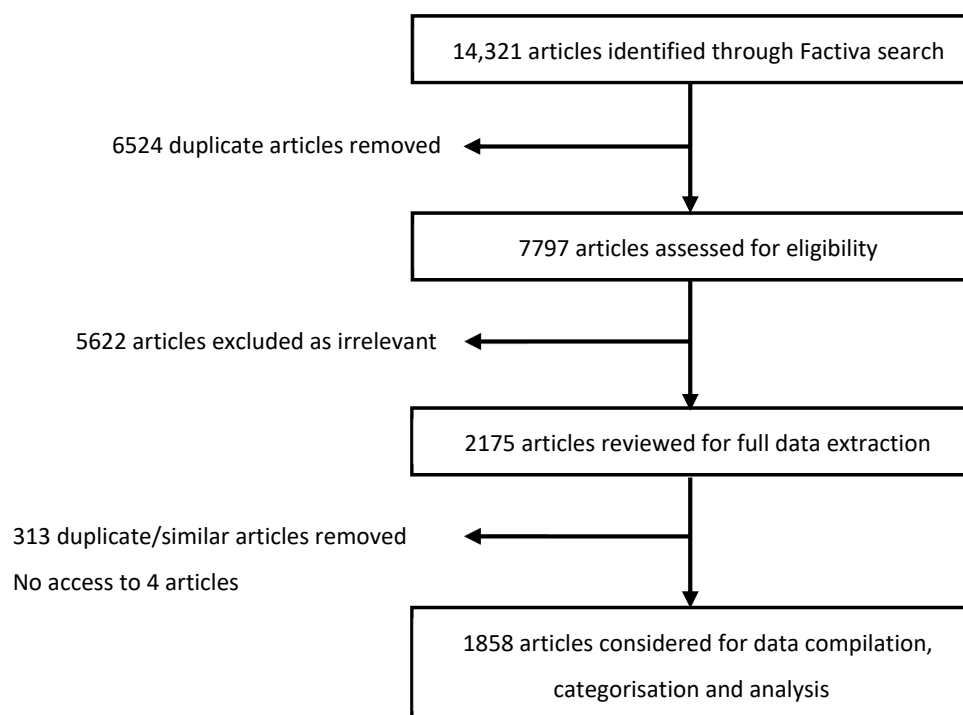 14,321 articles identified through Factiva search
6524 duplicate articles removed
7797 articles assessed for eligibility
5622 articles excluded as irrelevant
2175 articles reviewed for full data extraction
313 duplicate/similar articles removed
No access to 4 articles
1858 articles considered for data compilation,
categorisation and analysis